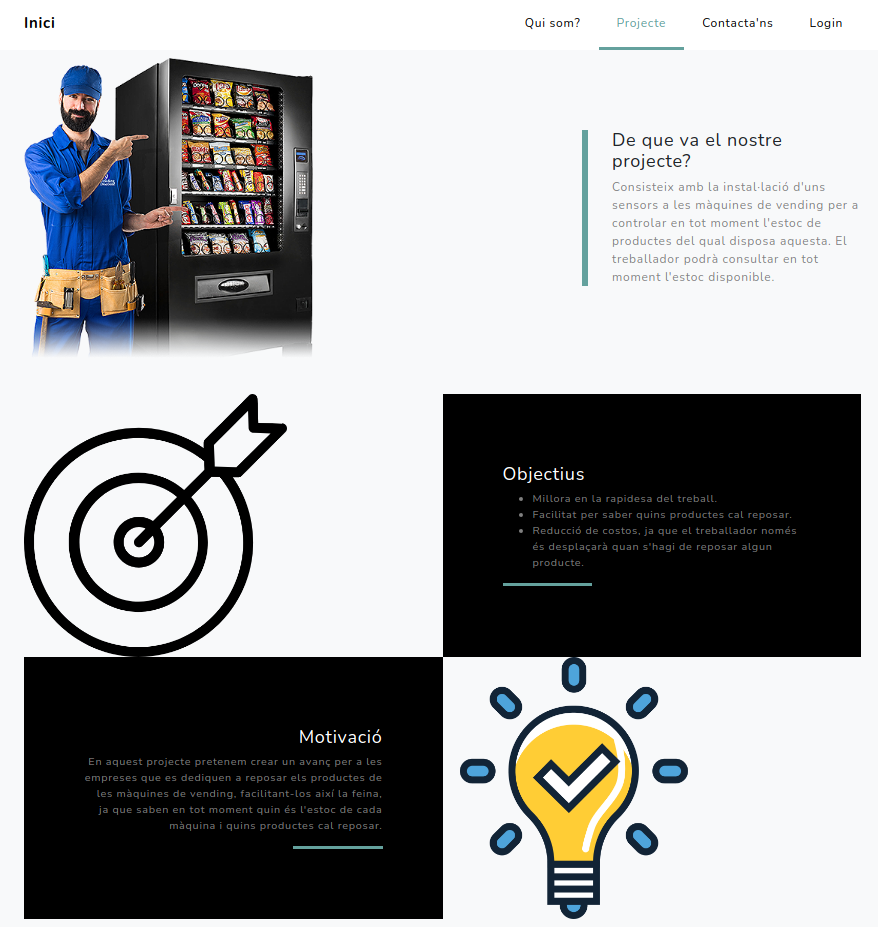 Inici
Qui som?
Projecte
Contacta'ns
Login
De que va el nostre
projecte?
Consisteix amb la instal·lació d'uns
sensors a les màquines de vending per a
controlar en tot moment l'estoc de
productes del qual disposa aquesta. El
treballador podrà consultar en tot
moment l'estoc disponible.
Objectius
Millora en la rapidesa del treball.
Facilitat per saber quins productes cal reposar.
Reducció de costos, ja que el treballador només
és desplaçarà quan s'hagi de reposar algun
producte.
Motivació
En aquest projecte pretenem crear un avanç per a les
empreses que es dediquen a reposar els productes de
les màquines de vending, facilitant-los així la feina,
ja que saben en tot moment quin és l'estoc de cada
màquina i quins productes cal reposar.